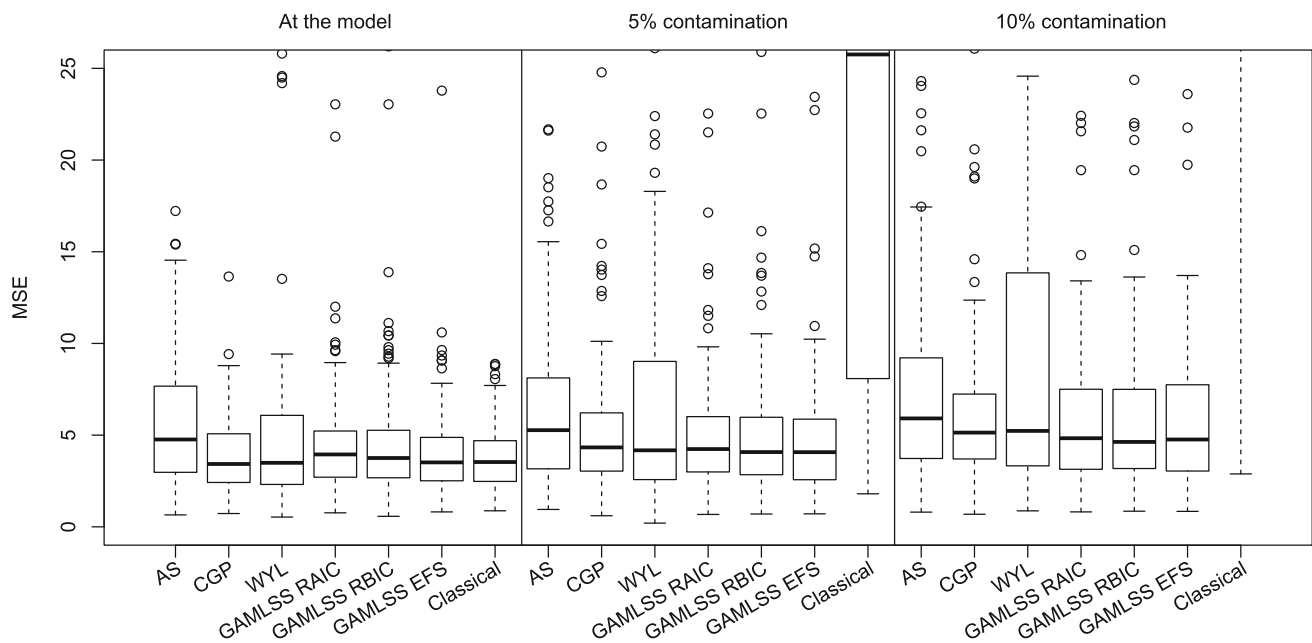 At the model 5% contamination 10% contamination
MSE
25
20
15
10
5
0
AS CGP WYL GAMLSS RAIC GAMLSS RBIC GAMLSS EFS Classical AS CGP WYL GAMLSS RAIC GAMLSS RBIC GAMLSS EFS Classical AS CGP WYL GAMLSS RAIC GAMLSS RBIC GAMLSS EFS Classical